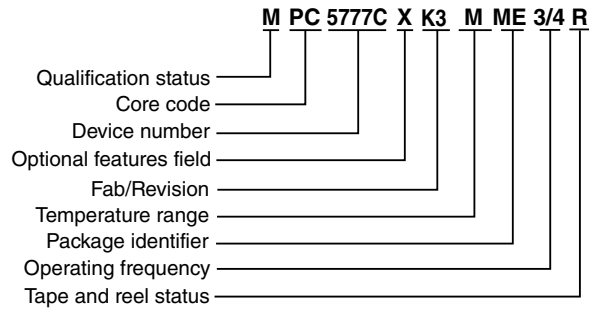 M PC 5777C X K3 M ME 3/4 R
Qualification status
Core code
Device number
Optional features field
Fab/Revision
Temperature range
Package identifier
Operating frequency
Tape and reel status